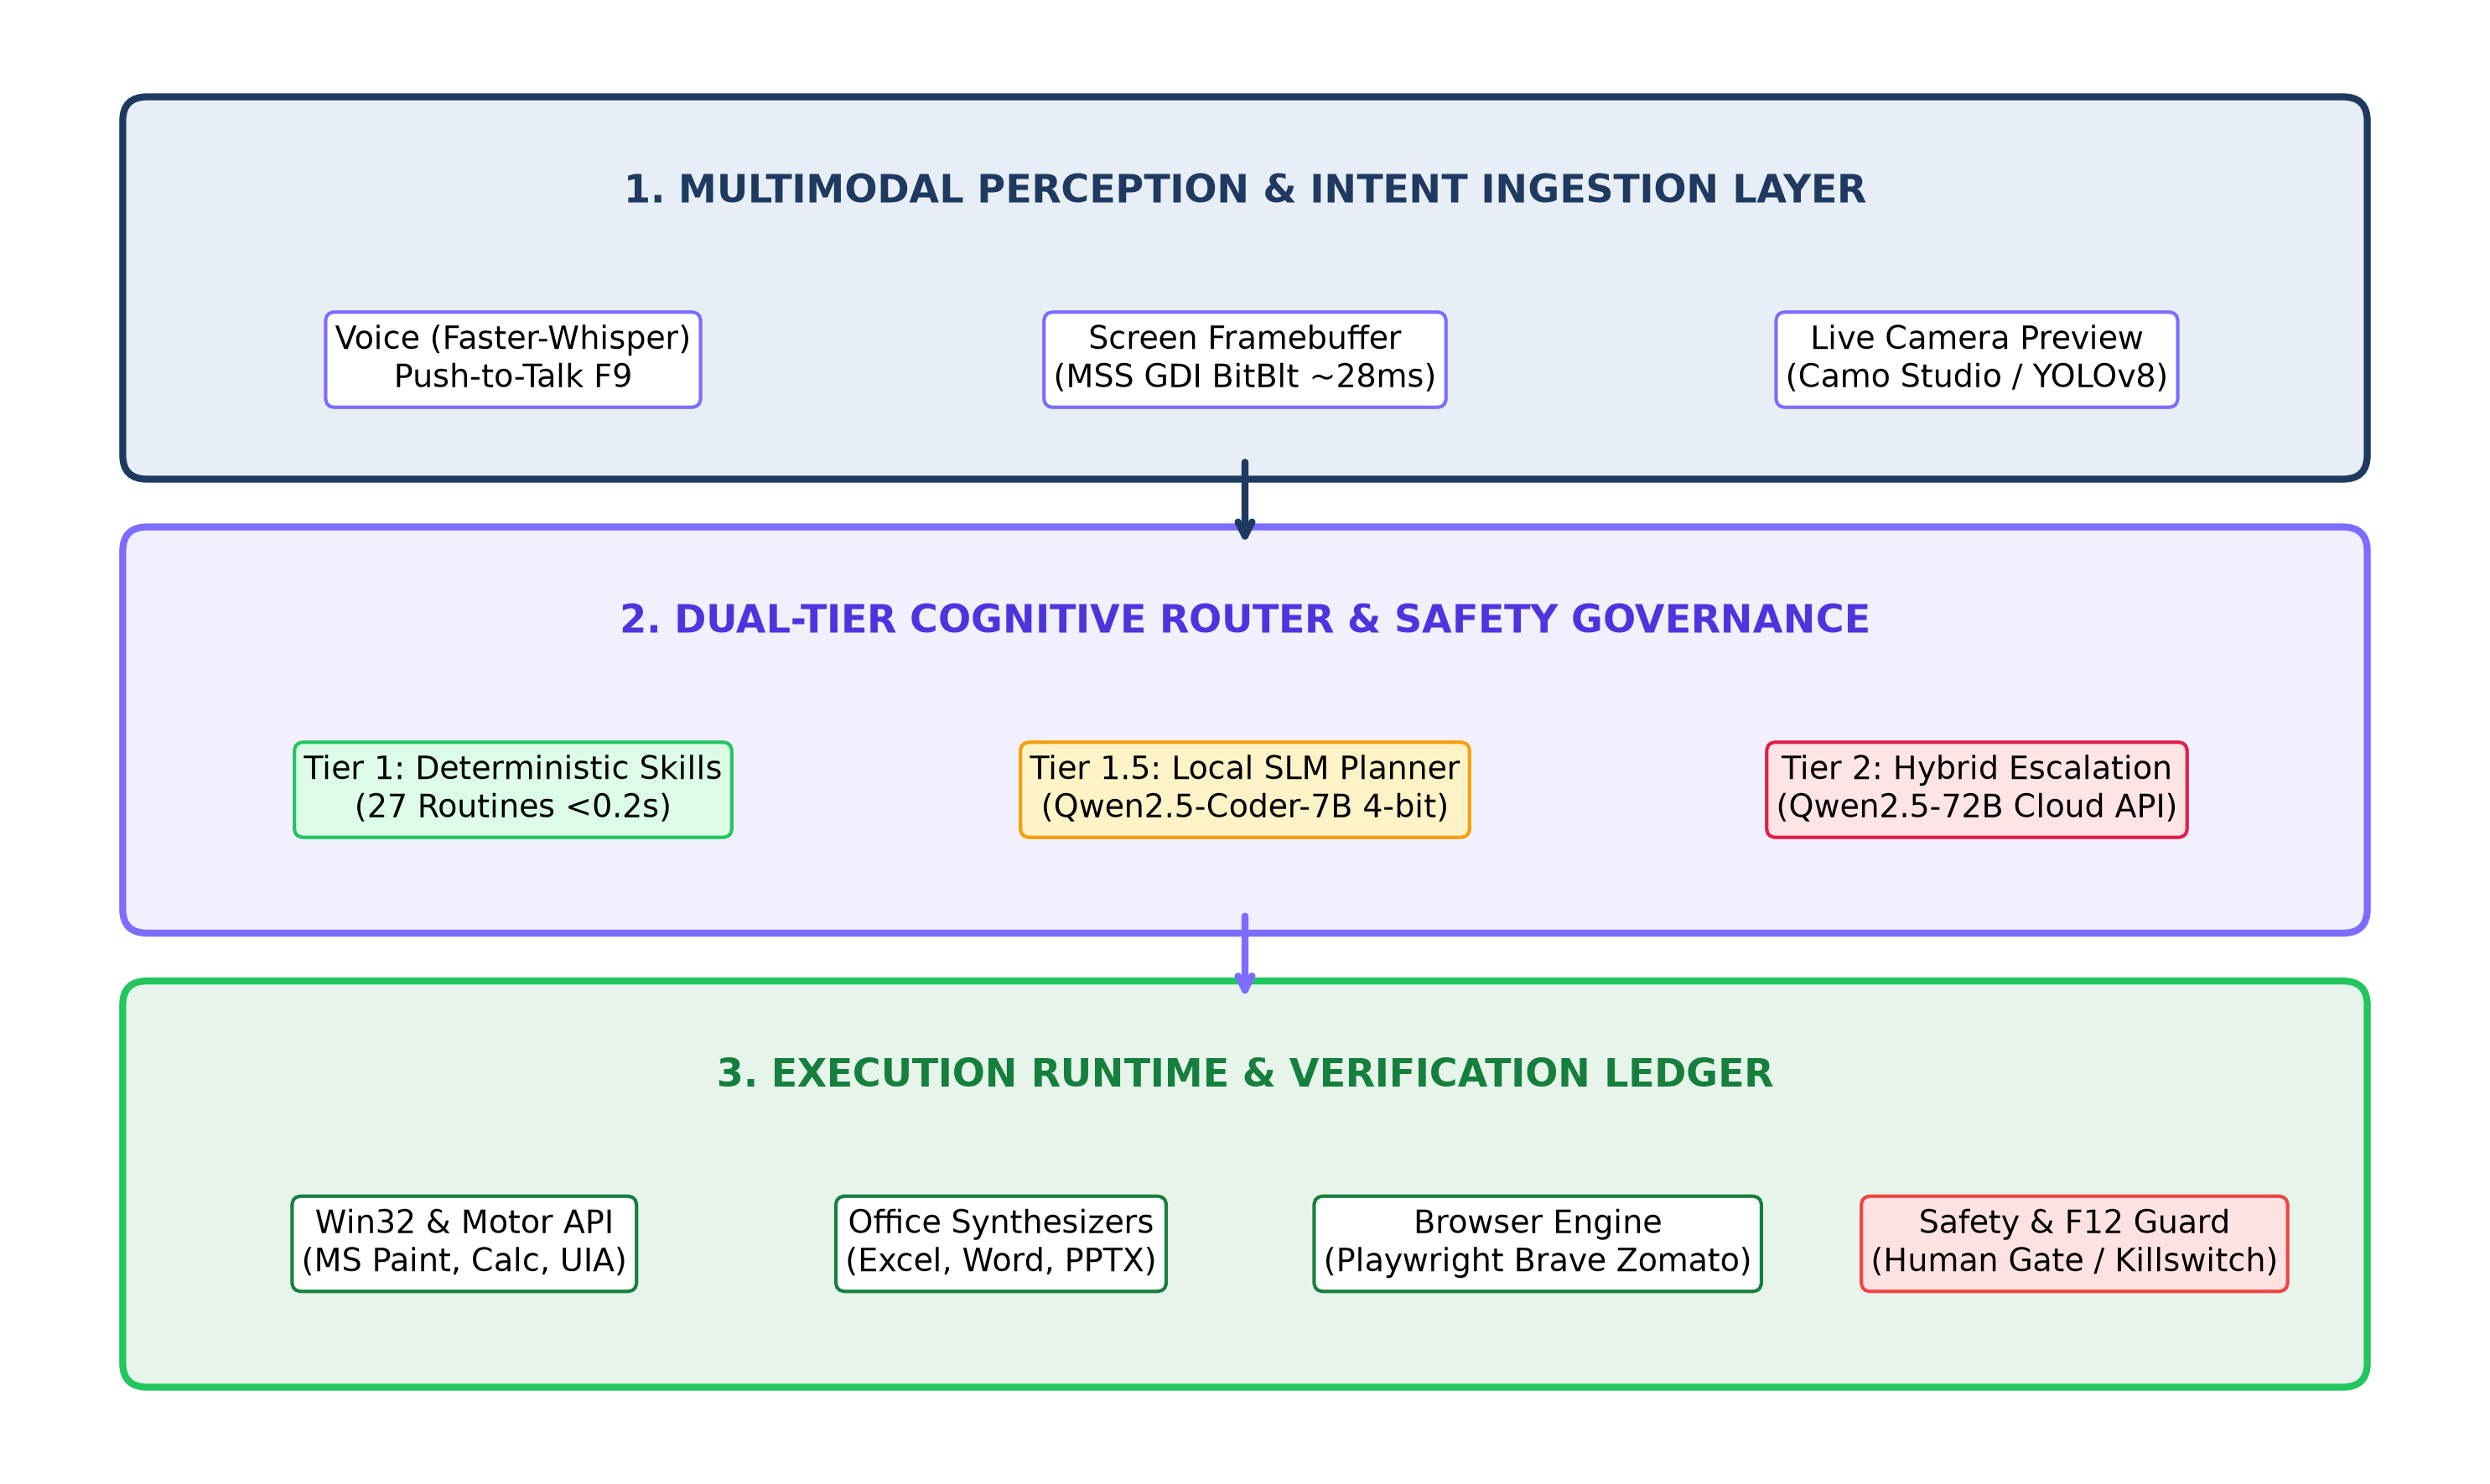 1. MULTIMODAL PERCEPTION & INTENT INGESTION LAYER
Voice (Faster-Whisper)
Push-to-Talk F9
Screen Framebuffer
(MSS GDI BitBlt ~28ms)
Live Camera Preview
(Camo Studio / YOLOv8)
2. DUAL-TIER COGNITIVE ROUTER & SAFETY GOVERNANCE
Tier 1: Deterministic Skills
(27 Routines <0.2s)
Tier 1.5: Local SLM Planner
(Qwen2.5-Coder-7B 4-bit)
Tier 2: Hybrid Escalation
(Qwen2.5-72B Cloud API)
3. EXECUTION RUNTIME & VERIFICATION LEDGER
Win32 & Motor API
(MS Paint, Calc, UIA)
Office Synthesizers
(Excel, Word, PPTX)
Browser Engine
(Playwright Brave Zomato)
Safety & F12 Guard
(Human Gate / Killswitch)